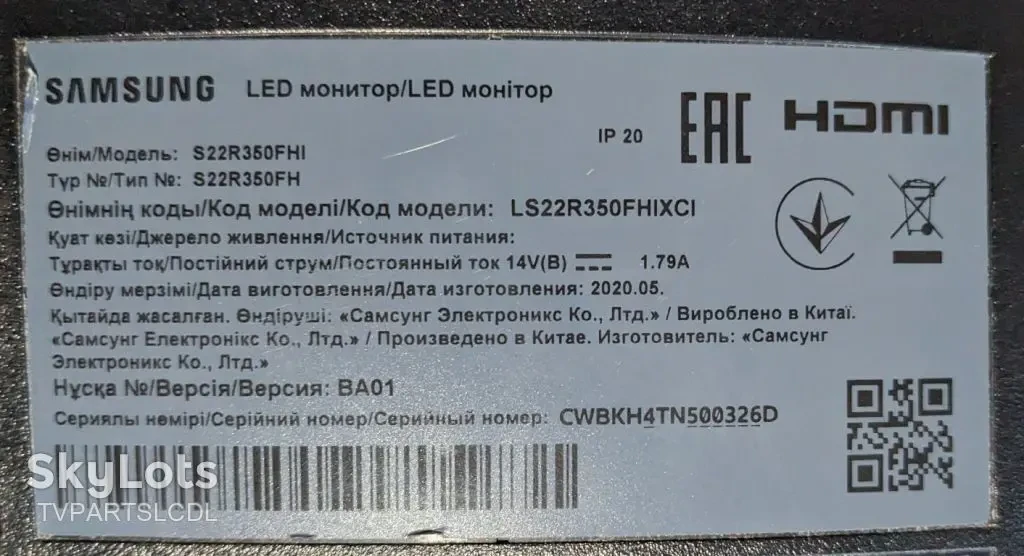 SAMSUNG LED монитор/LED монітор
IP 20 EAC HDMI
Өнім/Модель: S22R350FHI
Түр №/Тип №: S22R350FH
Өнімнің коды/Код моделі/Код модели: LS22R350FHIXCI
Қуат көзі/Джерело живлення/Источник питания:
Тұрақты ток/Постійний струм/Постоянный ток 14V(B) 1.79A
Өндіру мерзімі/Дата виготовлення/Дата изготовления: 2020.05.
Қытайда жасалған. Өндіруші: «Самсунг Электроникс Ко., Лтд.» / Вироблено в Китаї.
«Самсунг Електронікс Ко., Лтд.» / Произведено в Китае. Изготовитель: «Самсунг
Электроникс Ко., Лтд.»
Нұсқа №/Версія/Версия: BA01
Сериялы нөмірі/Серійний номер/Серийный номер: CWBKH4TN500326D
SkyLots
TVPARTSLCDL